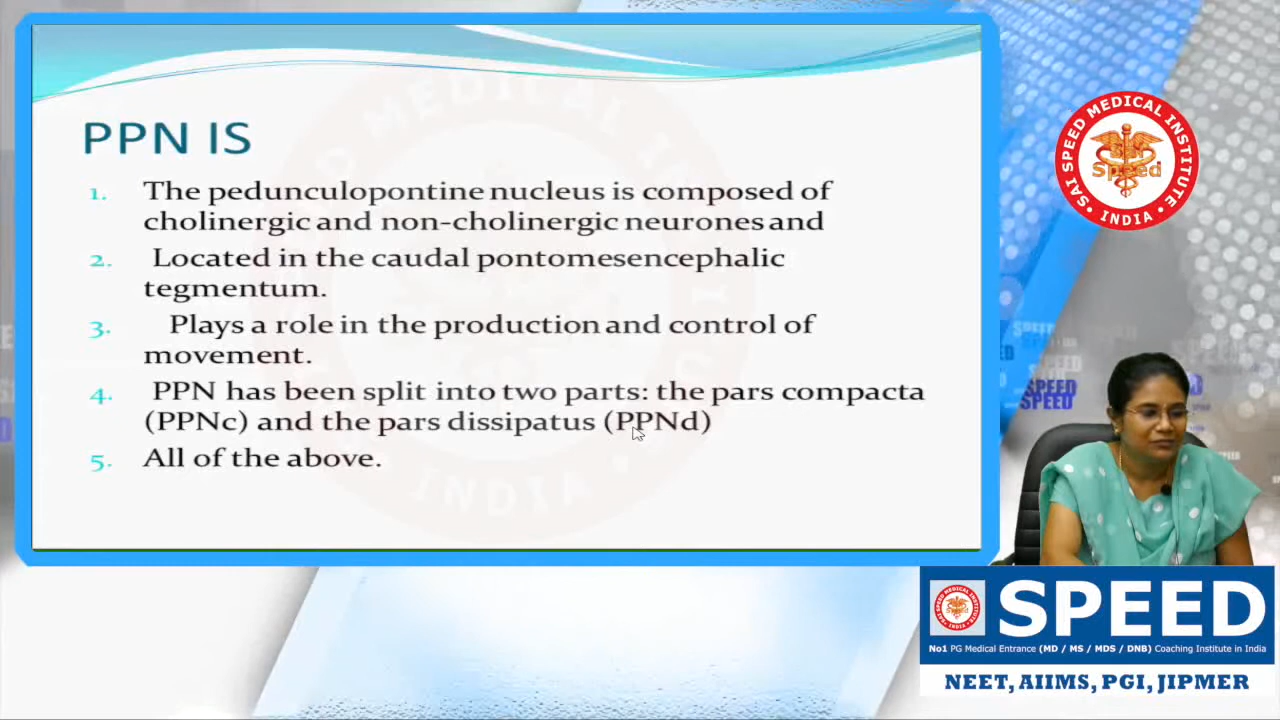 PPN IS
1. The pedunculopontine nucleus is composed of
cholinergic and non-cholinergic neurones and
2. Located in the caudal pontomesencephalic
tegmentum.
3. Plays a role in the production and control of
movement.
4. PPN has been split into two parts: the pars compacta
(PPNc) and the pars dissipatus (PPNd)
5. All of the above.
SAI SPEED MEDICAL INSTITUTE
Speed
• INDIA •
SPEED
SPEED
SPEED
No1 PG Medical Entrance (MD / MS / MDS / DNB) Coaching Institute in India
NEET, AIIMS, PGI, JIPMER